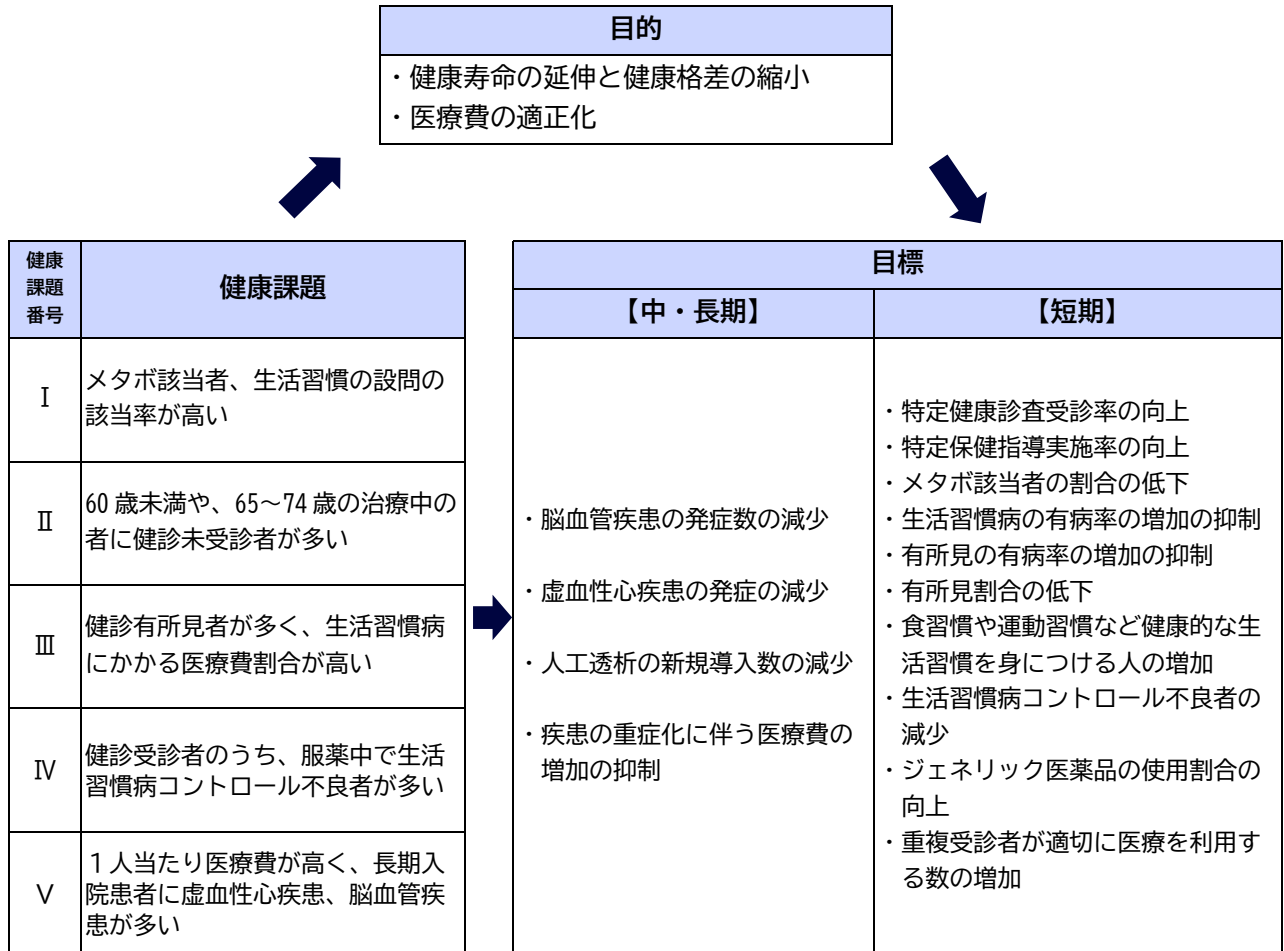 目的
・健康寿命の延伸と健康格差の縮小
・医療費の適正化
健康
課題
番号
健康課題
Ⅰ
メタボ該当者、生活習慣の設問の
該当率が高い
Ⅱ
60歳未満や、65～74歳の治療中の
者に健診未受診者が多い
Ⅲ
健診有所見者が多く、生活習慣病
にかかる医療費割合が高い
Ⅳ
健診受診者のうち、服薬中で生活
習慣病コントロール不良者が多い
Ⅴ
１人当たり医療費が高く、長期入
院患者に虚血性心疾患、脳血管疾
患が多い
目標
【中・長期】
・脳血管疾患の発症数の減少
・虚血性心疾患の発症の減少
・人工透析の新規導入数の減少
・疾患の重症化に伴う医療費の
増加の抑制
【短期】
・特定健康診査受診率の向上
・特定保健指導実施率の向上
・メタボ該当者の割合の低下
・生活習慣病の有病率の増加の抑制
・有所見の有病率の増加の抑制
・有所見割合の低下
・食習慣や運動習慣など健康的な生
活習慣を身につける人の増加
・生活習慣病コントロール不良者の
減少
・ジェネリック医薬品の使用割合の
向上
・重複受診者が適切に医療を利用す
る数の増加